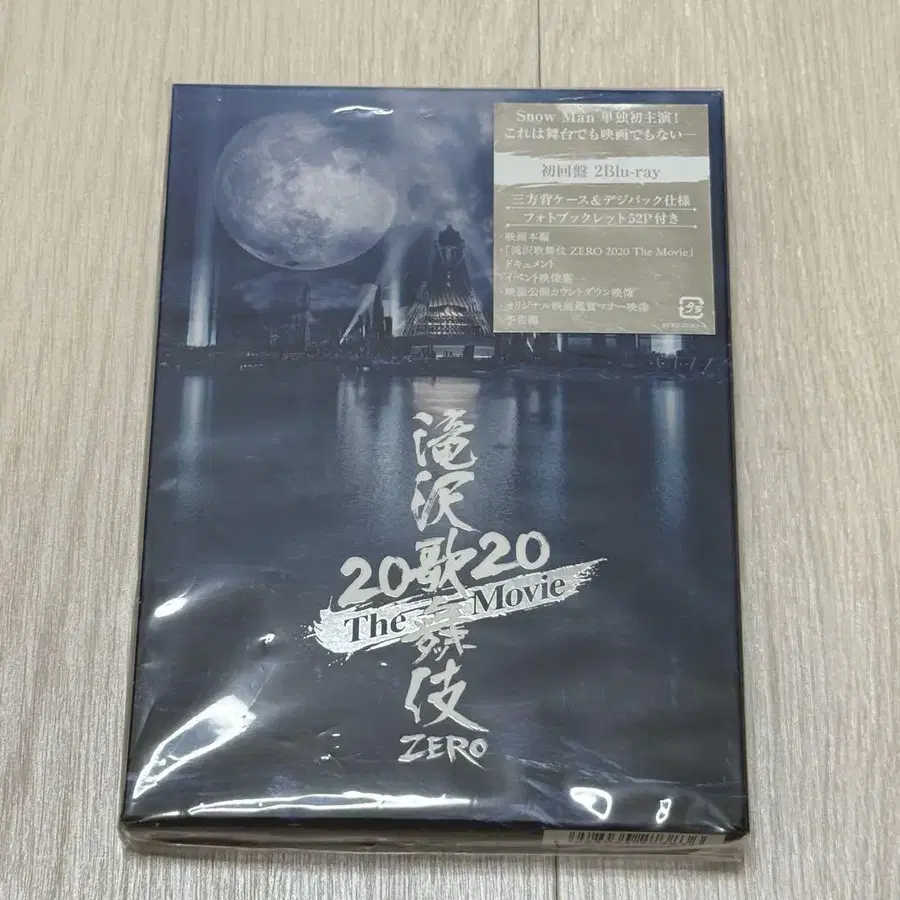 Snow Man 単独初主演！
これは舞台でも映画でもない―
初回盤 2Blu-ray
三方背ケース＆デジパック仕様
フォトブックレット52P付き
・映画本編
・「滝沢歌舞伎 ZERO 2020 The Movie」
ドキュメント
・イベント映像集
・映画公開カウントダウン映像
・オリジナル映画鑑賞マナー映像
・予告編
滝沢歌舞伎
2020
The Movie
ZERO